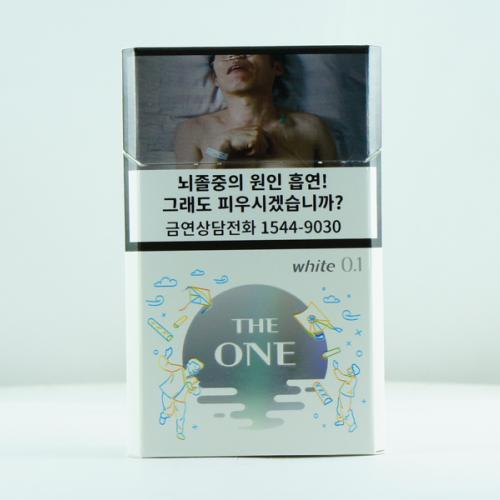 뇌졸중의 원인 흡연!
그래도 피우시겠습니까?
금연상담전화 1544-9030
white 0.1
THE
ONE